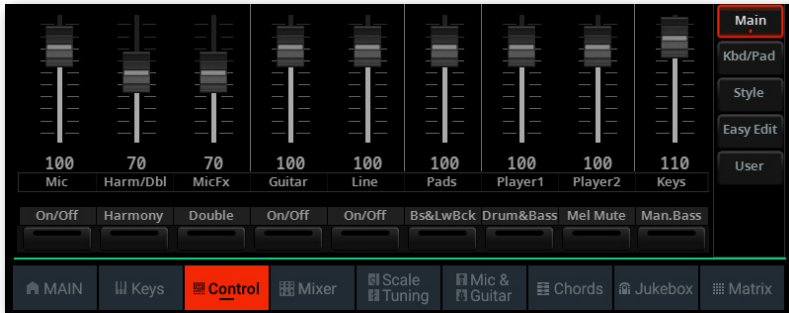 Main
Kbd/Pad
Style
Easy Edit
User
100 70 70 100 100 100 100 100 110
Mic Harm/Dbl MicFx Guitar Line Pads Player1 Player2 Keys
On/Off Harmony Double On/Off On/Off Bs&LwBck Drum&Bass Mel Mute Man.Bass
MAIN Keys Control Mixer Scale Tuning Mic & Guitar Chords Jukebox Matrix